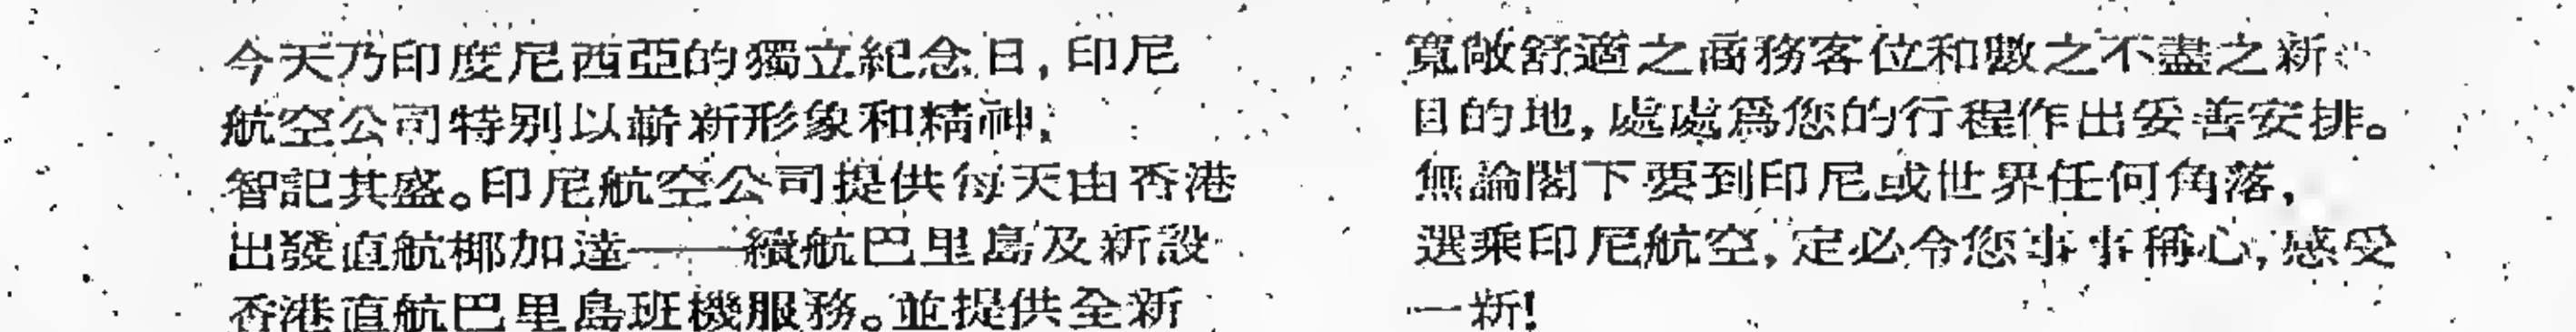 今天乃印度尼西亞的獨立紀念日,印尼
航空公司特别以嶄新形象和精神,
智記其盛。印尼航空公司提供每天由香港
出發直航椰加達——續航巴里島及新設
香港直航巴里島班機服務。並提供全新
寬敞舒適之商務客位和數之不盡之新
目的地,處處爲您的行程作出妥善安排。
無論閣下要到印尼或世界任何角落,
選乘印尼航空,定必令您事事稱心,感受
一新!